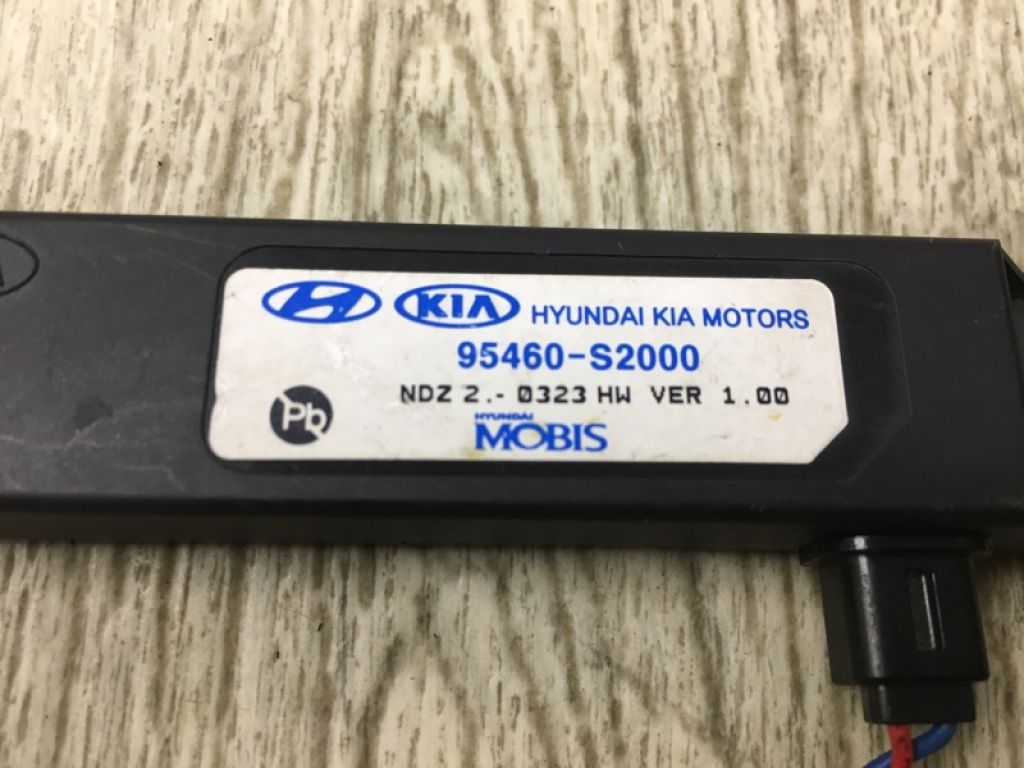 KIA HYUNDAI KIA MOTORS
95460-S2000
NDZ 2.- 0323 HW VER 1.00
Pb
HYUNDAI
MOBIS